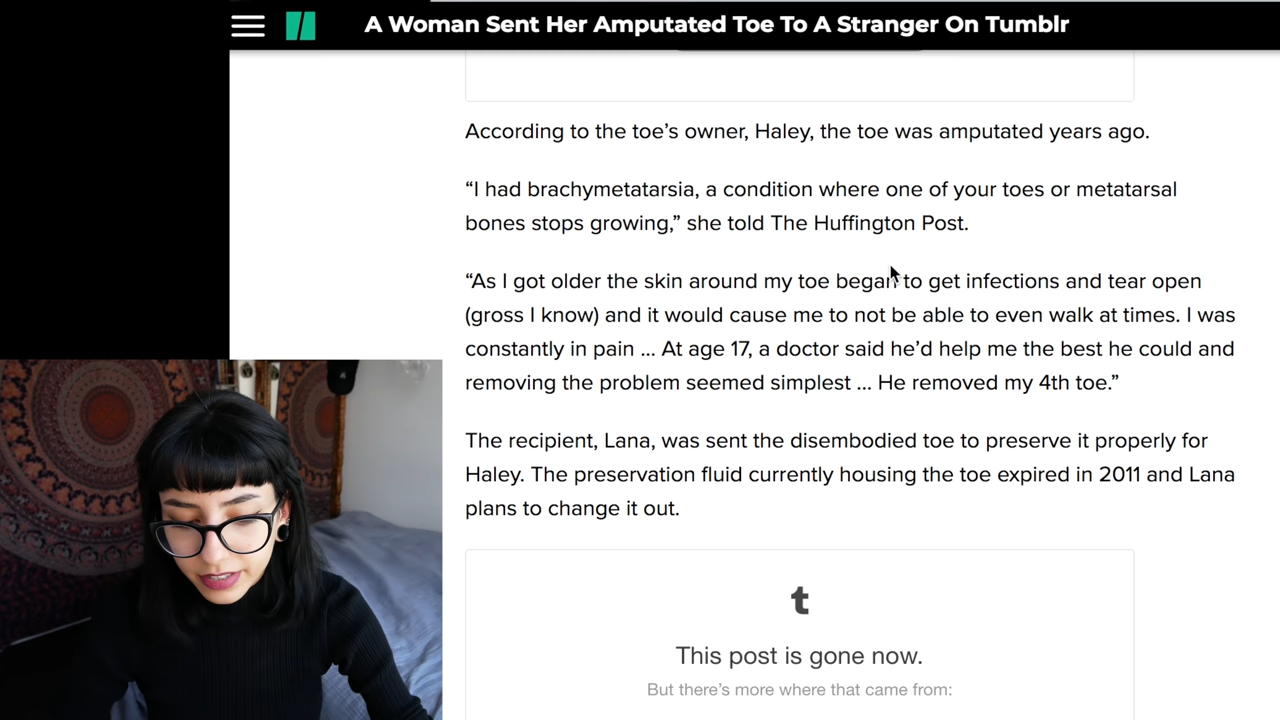 A Woman Sent Her Amputated Toe To A Stranger On Tumblr
According to the toe’s owner, Haley, the toe was amputated years ago.
“I had brachymetatarsia, a condition where one of your toes or metatarsal
bones stops growing,” she told The Huffington Post.
“As I got older the skin around my toe began to get infections and tear open
(gross I know) and it would cause me to not be able to even walk at times. I was
constantly in pain ... At age 17, a doctor said he’d help me the best he could and
removing the problem seemed simplest ... He removed my 4th toe.”
The recipient, Lana, was sent the disembodied toe to preserve it properly for
Haley. The preservation fluid currently housing the toe expired in 2011 and Lana
plans to change it out.
t
This post is gone now.
But there’s more where that came from: